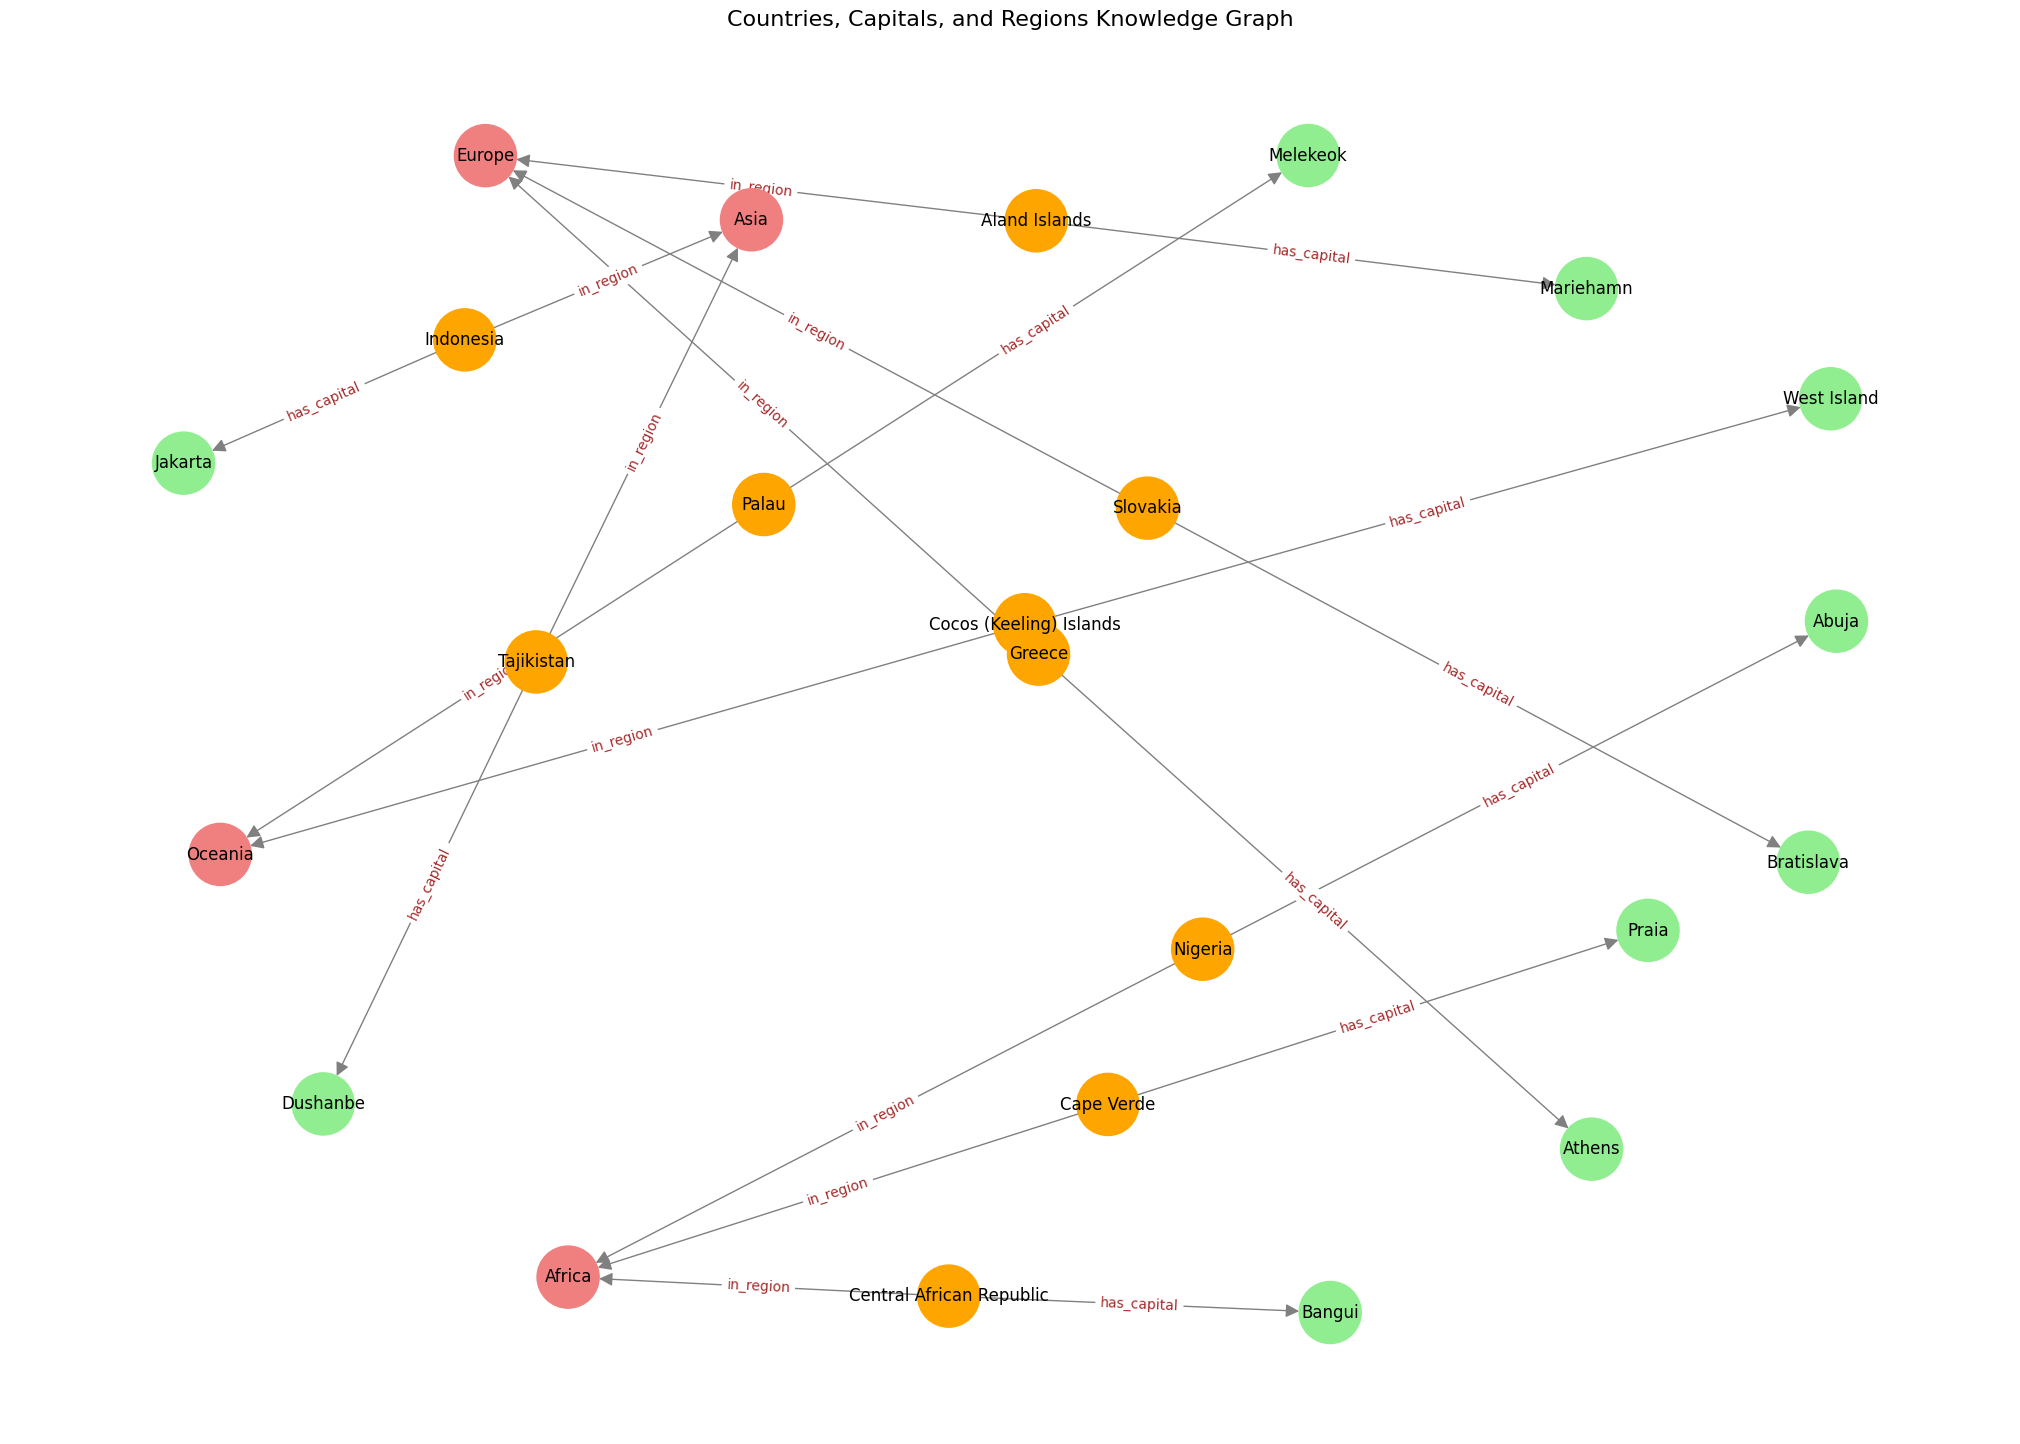 Countries, Capitals, and Regions Knowledge Graph
Europe
Melekeok
in_region
Asia
Aland Islands
has_capital
in_region
Mariehamn
has_capital
in_region
Indonesia
has_capital
in_region
West Island
in_region
Jakarta
Palau
Slovakia
has_capital
Cocos (Keeling) Islands
Abuja
Greece
Tajikistan
in_region
has_capital
in_region
has_capital
Oceania
Bratislava
has_capital
has_capital
Praia
Nigeria
has_capital
Dushanbe
Cape Verde
in_region
Athens
in_region
Africa
in_region
Central African Republic
has_capital
Bangui